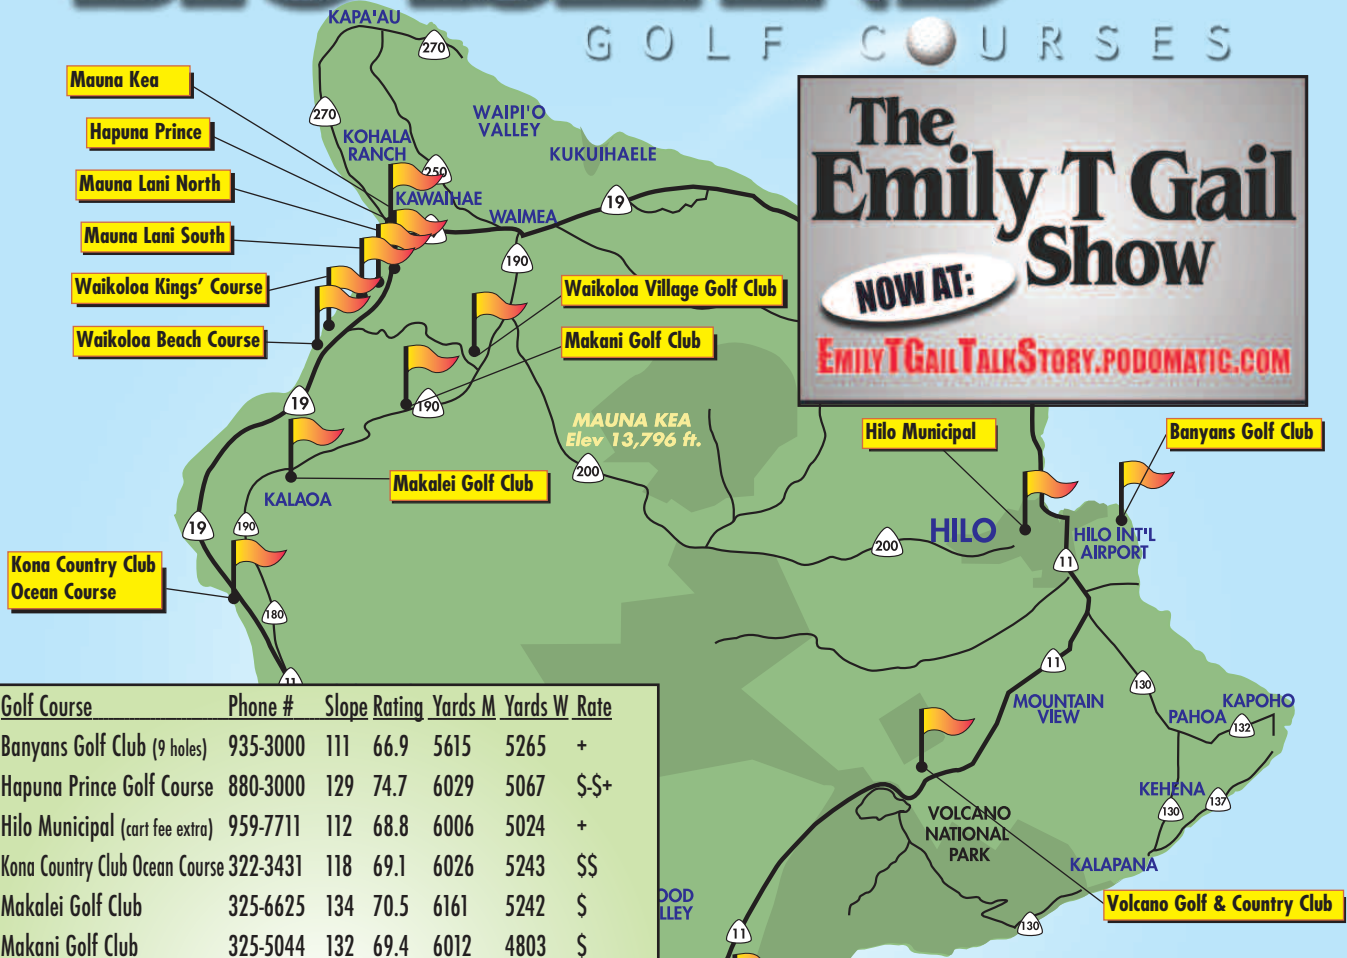 GOLF COURSES
KAPA'AU
270
Mauna Kea
Hapuna Prince
Mauna Lani North
Mauna Lani South
Waikoloa Kings' Course
Waikoloa Beach Course
270
KOHALA
RANCH
WAIPI'O
VALLEY
KUKUIHAELE
250
KAWAIHAE
WAIMEA
19
190
The
Emily T Gail
Show
NOW AT:
EMILYTGAILTALKSTORY.PODOMATIC.COM
Waikoloa Village Golf Club
Makani Golf Club
19
190
MAUNA KEA
Elev 13,796 ft.
200
Makalei Golf Club
KALAOA
19
190
Kona Country Club
Ocean Course
180
11
Hilo Municipal
Banyans Golf Club
HILO
200
HILO INT'L
AIRPORT
11
11
130
MOUNTAIN
VIEW
PAHOA
KAPOHO
132
KEHENA
130
137
KALAPANA
VOLCANO
NATIONAL
PARK
Volcano Golf & Country Club
130
11
OOD
LLEY
Golf Course Phone # Slope Rating Yards M Yards W Rate
Banyans Golf Club (9 holes) 935-3000 111 66.9 5615 5265 +
Hapuna Prince Golf Course 880-3000 129 74.7 6029 5067 $-$+
Hilo Municipal (cart fee extra) 959-7711 112 68.8 6006 5024 +
Kona Country Club Ocean Course 322-3431 118 69.1 6026 5243 $$
Makalei Golf Club 325-6625 134 70.5 6161 5242 $
Makani Golf Club 325-5044 132 69.4 6012 4803 $